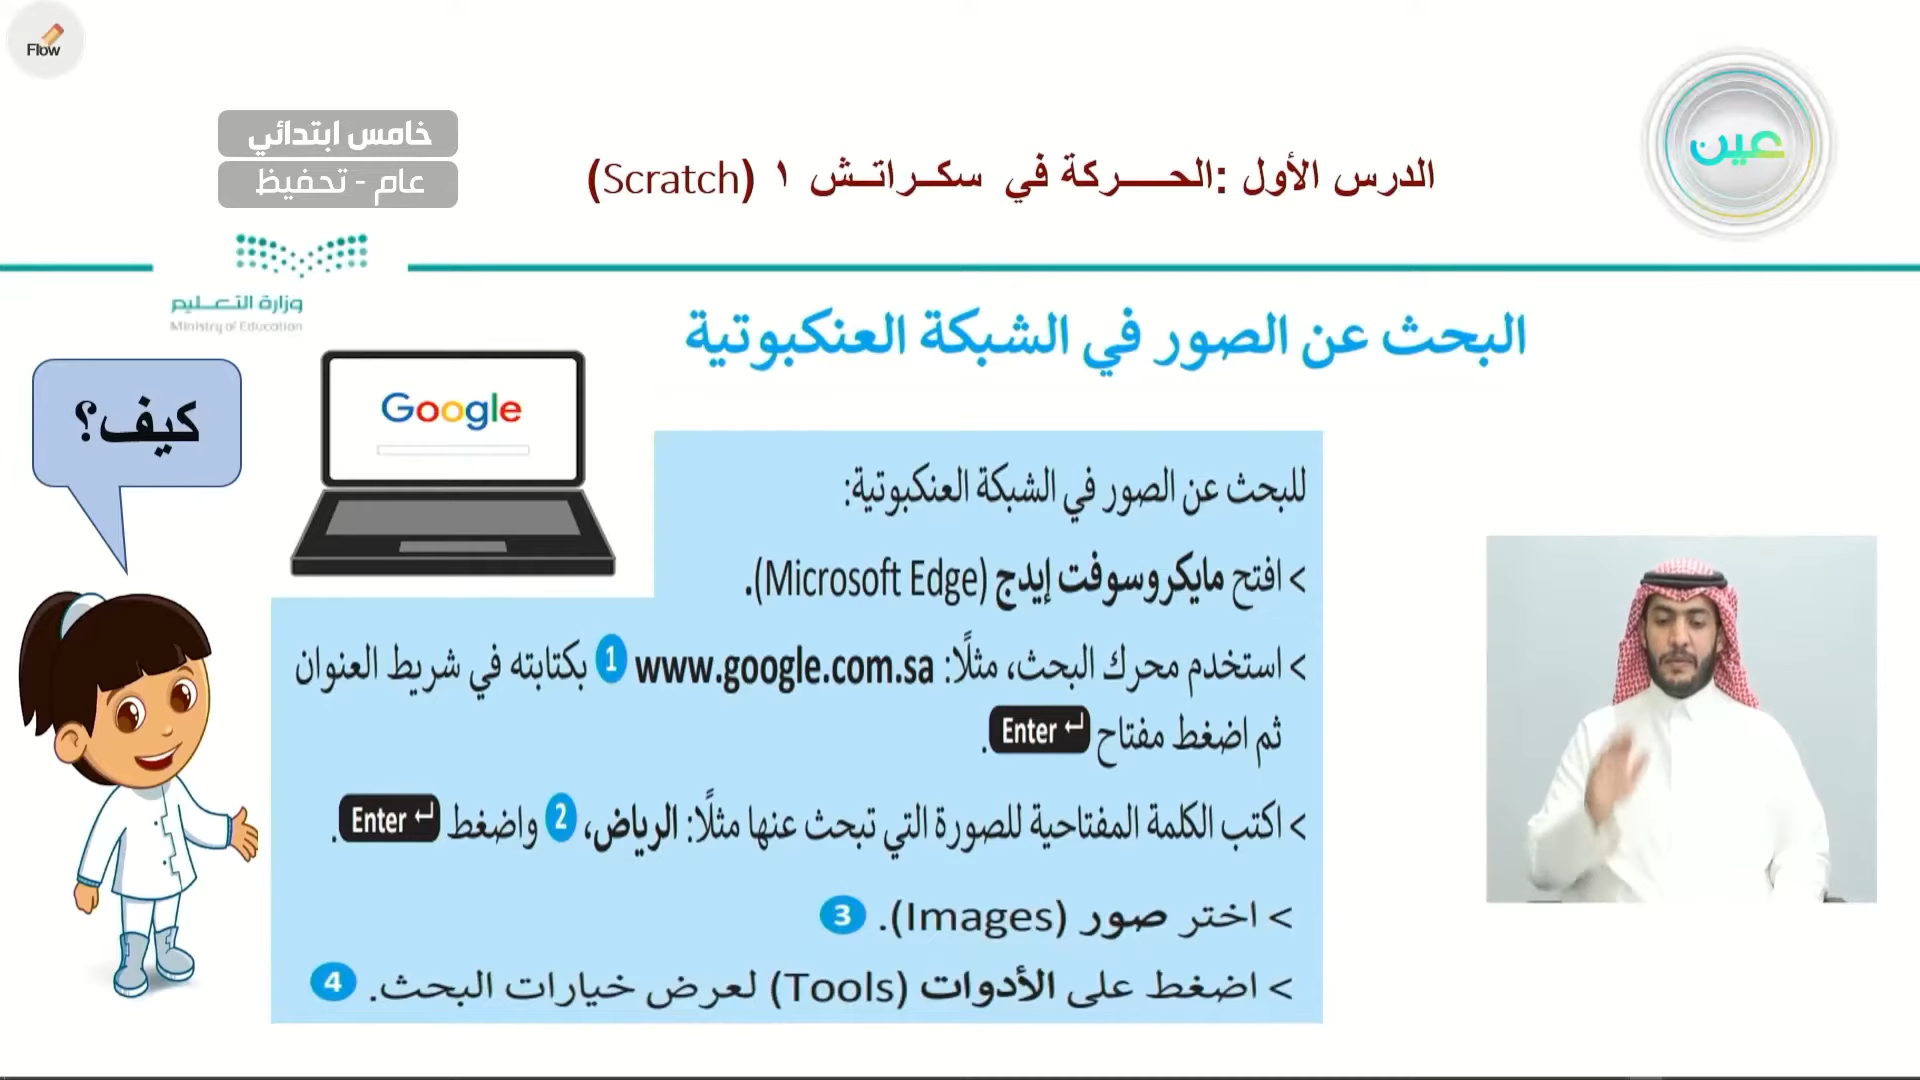 Flow
خامس ابتدائي
عام - تحفيظ
الدرس الأول :الحركة في سكراتش ١ (Scratch)
عين
وزارة التعليم
Ministry of Education
البحث عن الصور في الشبكة العنكبوتية
كيف؟
Google
للبحث عن الصور في الشبكة العنكبوتية:
> افتح مايكروسوفت إيدج (Microsoft Edge).
> استخدم محرك البحث، مثلًا: www.google.com.sa 1 بكتابته في شريط العنوان
ثم اضغط مفتاح Enter ↵.
> اكتب الكلمة المفتاحية للصورة التي تبحث عنها مثلًا: الرياض، 2 واضغط Enter ↵.
> اختر صور (Images). 3
> اضغط على الأدوات (Tools) لعرض خيارات البحث. 4